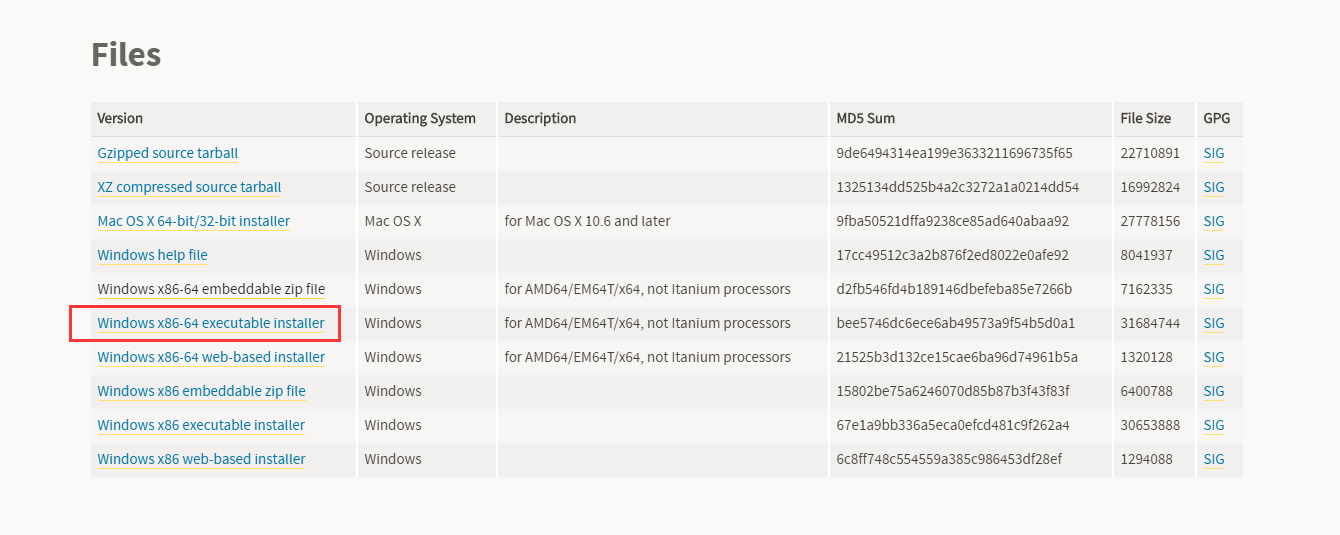 Files
Version Operating System Description MD5 Sum File Size GPG
Gzipped source tarball Source release 9de6494314ea199e3633211696735f65 22710891 SIG
XZ compressed source tarball Source release 1325134dd525b4a2c3272a1a0214dd54 16992824 SIG
Mac OS X 64-bit/32-bit installer Mac OS X for Mac OS X 10.6 and later 9fba50521dffa9238ce85ad640abaa92 27778156 SIG
Windows help file Windows 17cc49512c3a2b876f2ed8022e0afe92 8041937 SIG
Windows x86-64 embeddable zip file Windows for AMD64/EM64T/x64, not Itanium processors d2fb546fd4b189146dbefeba85e7266b 7162335 SIG
Windows x86-64 executable installer Windows for AMD64/EM64T/x64, not Itanium processors bee5746dc6ece6ab49573a9f54b5d0a1 31684744 SIG
Windows x86-64 web-based installer Windows for AMD64/EM64T/x64, not Itanium processors 21525b3d132ce15cae6ba96d74961b5a 1320128 SIG
Windows x86 embeddable zip file Windows 15802be75a6246070d85b87b3f43f83f 6400788 SIG
Windows x86 executable installer Windows 67e1a9bb336a5eca0efcd481c9f262a4 30653888 SIG
Windows x86 web-based installer Windows 6c8ff748c554559a385c986453df28ef 1294088 SIG